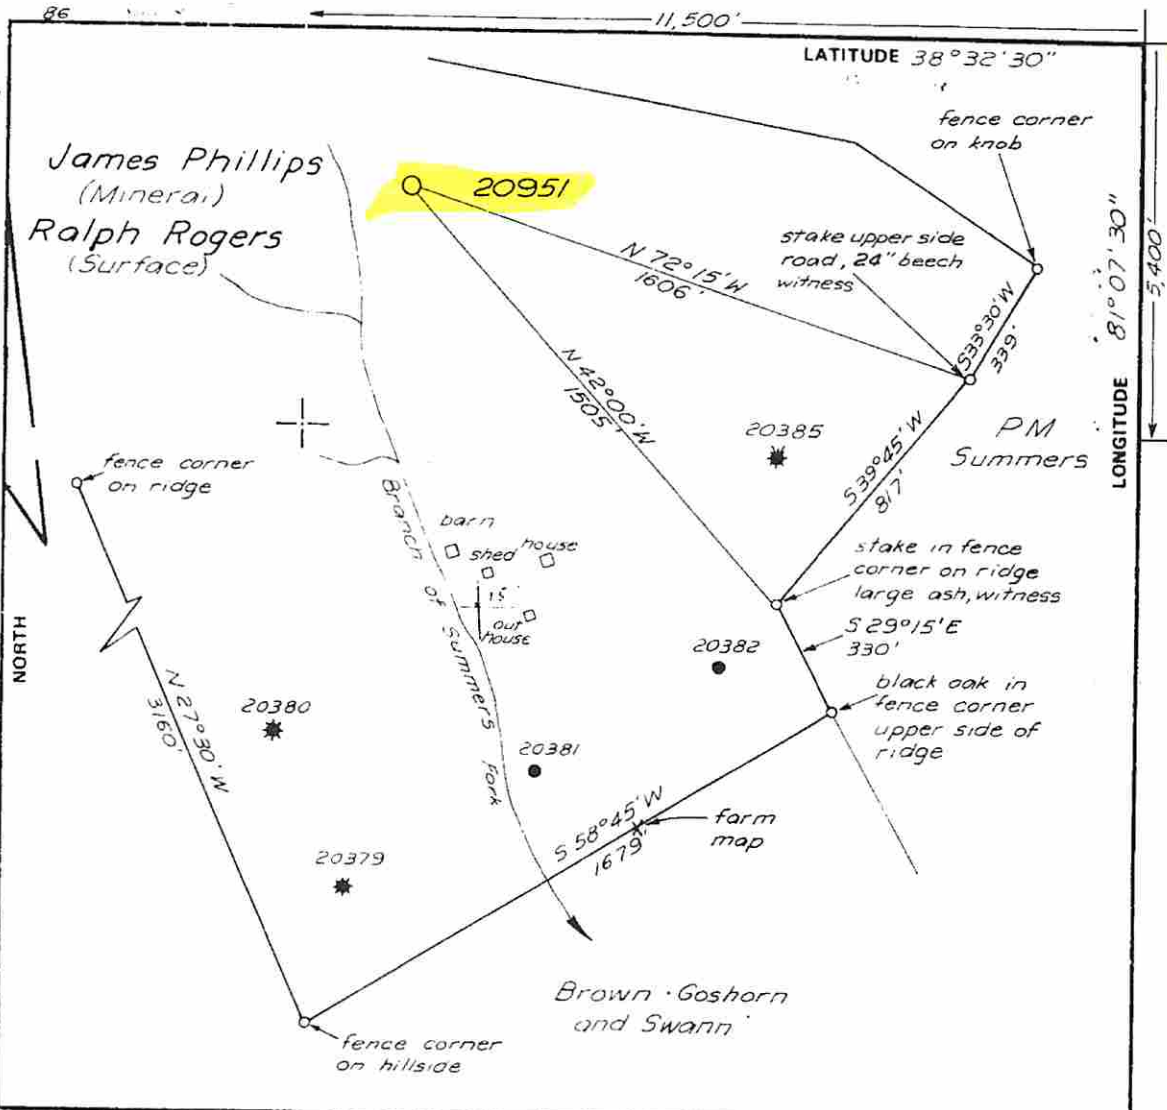 86
11,500'
LATITUDE 38°32'30"
fence corner
on knob
James Phillips
(Mineral)
Ralph Rogers
(Surface)
20951
N 72°15'W
1606'
stake upper side
road, 24" beech
witness
S33°30'W
339'
LONGITUDE 81°07'30"
5,400'
N 42°00'W
1505'
20385
S 39°45'W
817'
PM
Summers
fence corner
on ridge
Branch of Summers Fork
barn
shed
house
15
out
house
stake in fence
corner on ridge
large ash, witness
S 29°15'E
330'
20382
black oak in
fence corner
upper side of
ridge
NORTH
N 27°30'W
3160'
20380
20381
S 58°45'W
1679'
farm
map
20379
Brown · Goshorn
and Swann
fence corner
on hillside